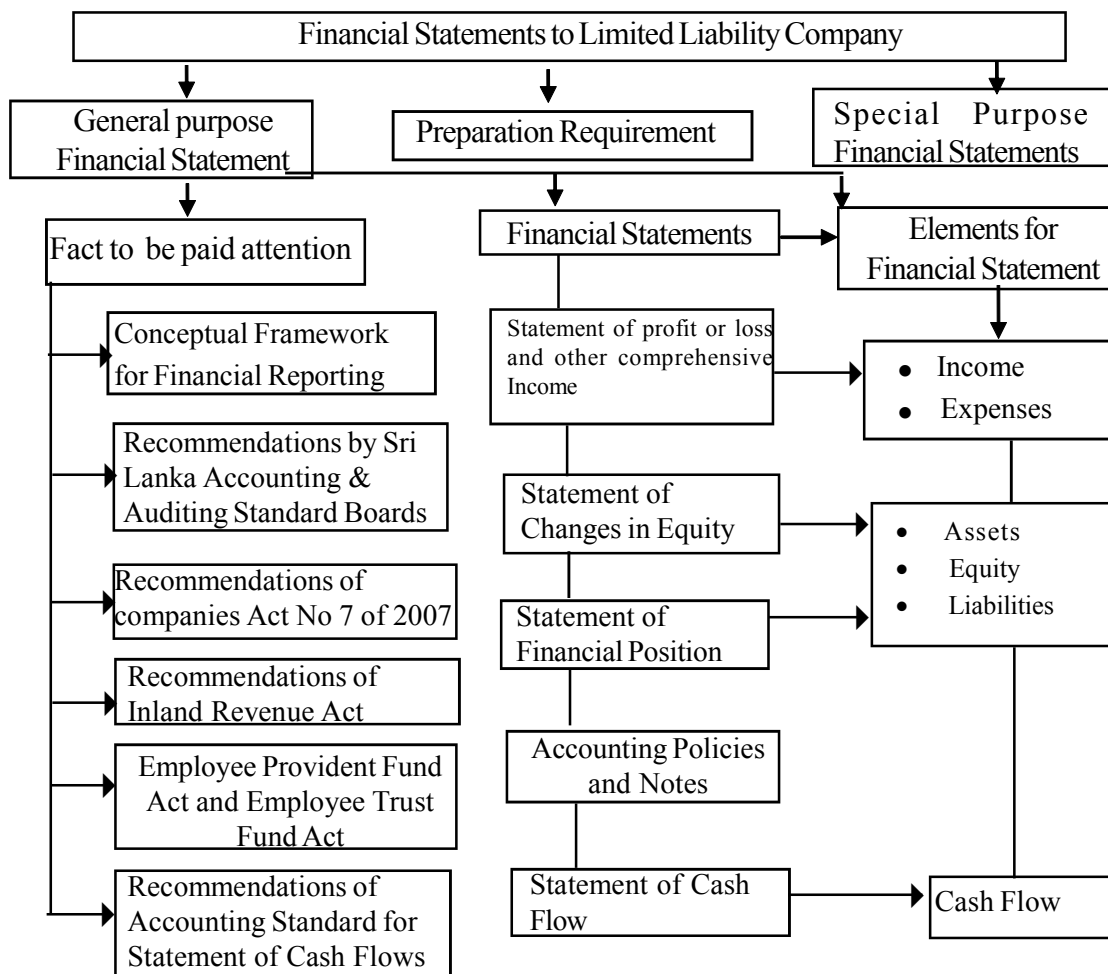 Financial Statements to Limited Liability Company
General purpose
Financial Statement
Preparation Requirement
Special Purpose
Financial Statements
Fact to be paid attention
Conceptual Framework
for Financial Reporting
Recommendations by Sri
Lanka Accounting &
Auditing Standard Boards
Recommendations of
companies Act No 7 of 2007
Recommendations of
Inland Revenue Act
Employee Provident Fund
Act and Employee Trust
Fund Act
Recommendations of
Accounting Standard for
Statement of Cash Flows
Financial Statements
Statement of profit or loss
and other comprehensive
Income
Statement of
Changes in Equity
Statement of
Financial Position
Accounting Policies
and Notes
Statement of Cash
Flow
Elements for
Financial Statement
• Income
• Expenses
• Assets
• Equity
• Liabilities
Cash Flow